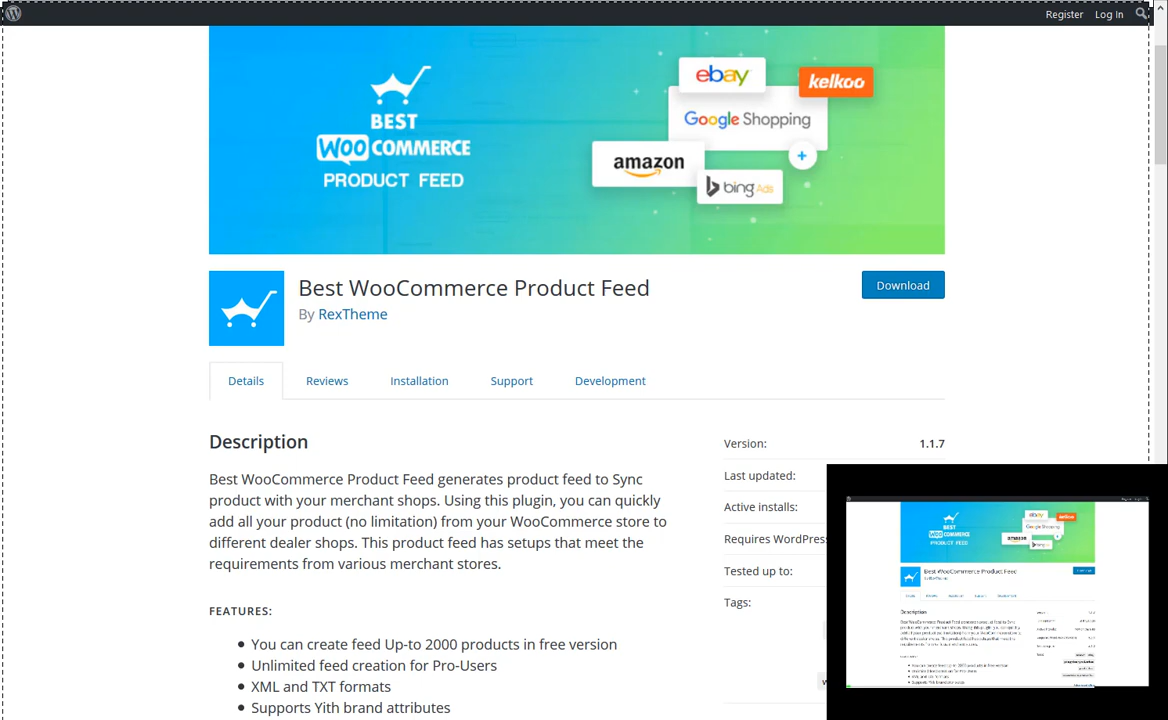 Register Log In
ebay
kelkoo
BEST
Google Shopping
WOO COMMERCE
amazon
PRODUCT FEED
bing Ads
Best WooCommerce Product Feed
Download
By RexTheme
Details Reviews Installation Support Development
Description
Version: 1.1.7
Last updated:
Best WooCommerce Product Feed generates product feed to Sync
product with your merchant shops. Using this plugin, you can quickly
add all your product (no limitation) from your WooCommerce store to
different dealer shops. This product feed has setups that meet the
requirements from various merchant stores.
Active installs:
Requires WordPress
Tested up to:
Tags:
FEATURES:
You can create feed Up-to 2000 products in free version
Unlimited feed creation for Pro-Users
XML and TXT formats
Supports Yith brand attributes
Best WooCommerce Product Feed
Description